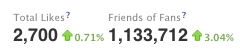 Total Likes? Friends of Fans?
2,700 0.71% 1,133,712 3.04%